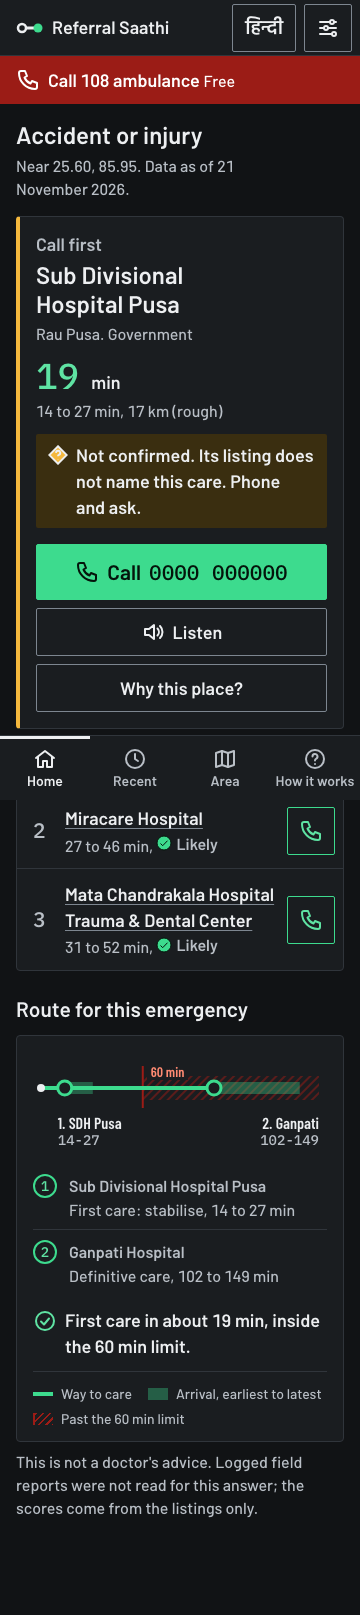 Referral Saathi
हिन्दी
Call 108 ambulance Free
Accident or injury
Near 25.60, 85.95. Data as of 21
November 2026.
Call first
Sub Divisional
Hospital Pusa
Rau Pusa. Government
19 min
14 to 27 min, 17 km (rough)
Not confirmed. Its listing does
not name this care. Phone
and ask.
Call 0000 000000
Listen
Why this place?
Home
Recent
Area
How it works
2
Miracare Hospital
27 to 46 min, Likely
3
Mata Chandrakala Hospital
Trauma & Dental Center
31 to 52 min, Likely
Route for this emergency
60 min
1. SDH Pusa
14-27
2. Ganpati
102-149
1 Sub Divisional Hospital Pusa
First care: stabilise, 14 to 27 min
2 Ganpati Hospital
Definitive care, 102 to 149 min
First care in about 19 min, inside
the 60 min limit.
Way to care
Arrival, earliest to latest
Past the 60 min limit
This is not a doctor's advice. Logged field
reports were not read for this answer; the
scores come from the listings only.